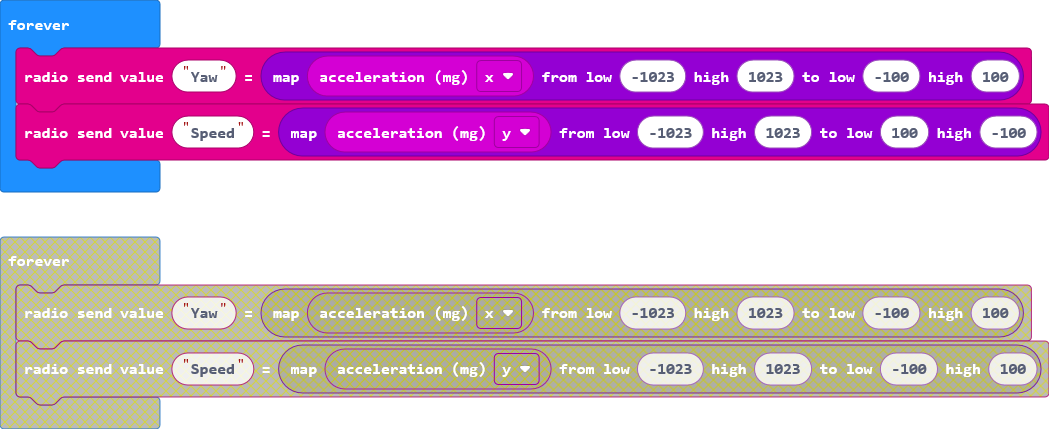 forever
radio send value "Yaw" = map acceleration (mg) x from low -1023 high 1023 to low -100 high 100
radio send value "Speed" = map acceleration (mg) y from low -1023 high 1023 to low 100 high -100
forever
radio send value "Yaw" = map acceleration (mg) x from low -1023 high 1023 to low -100 high 100
radio send value "Speed" = map acceleration (mg) y from low -1023 high 1023 to low -100 high 100